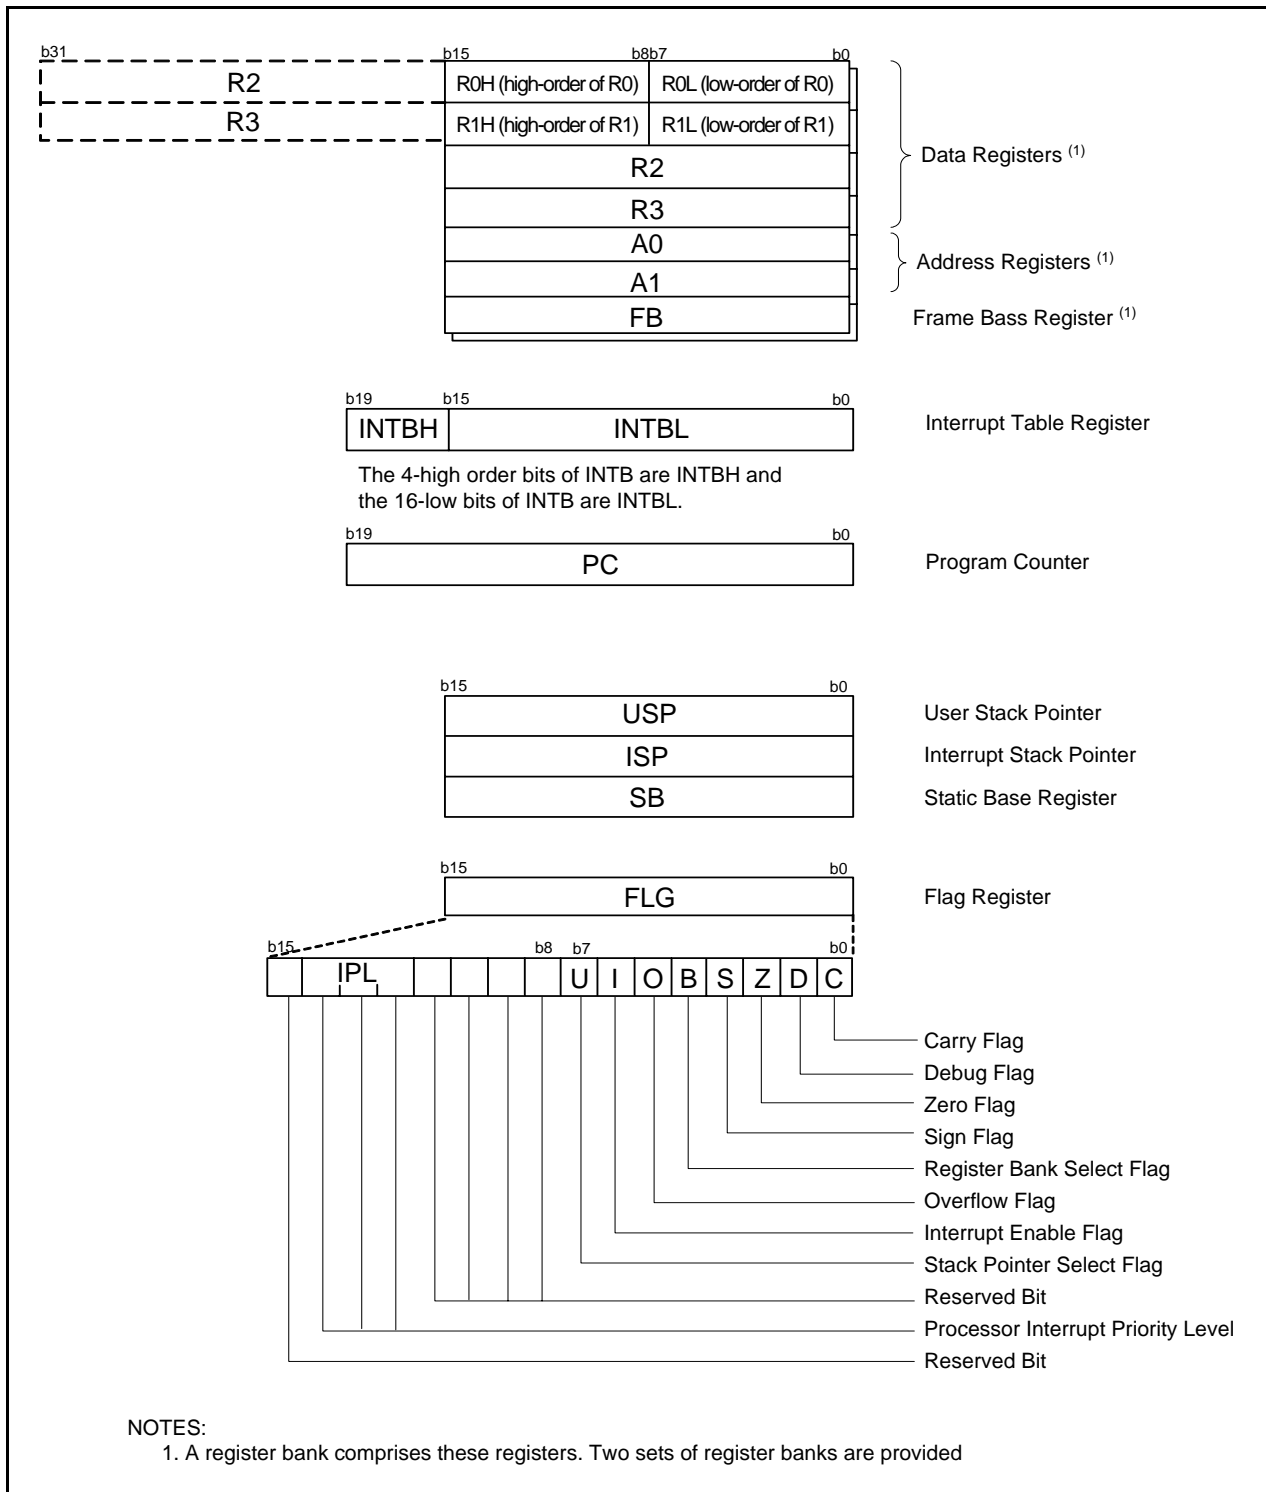 b31 b15 b8b7 b0
R2 R0H (high-order of R0) R0L (low-order of R0)
R3 R1H (high-order of R1) R1L (low-order of R1)
R2
R3
Data Registers (1)
A0
A1
Address Registers (1)
FB Frame Bass Register (1)
b19 b15 b0
INTBH INTBL Interrupt Table Register
The 4-high order bits of INTB are INTBH and
the 16-low bits of INTB are INTBL.
b19 b0
PC Program Counter
b15 b0
USP User Stack Pointer
ISP Interrupt Stack Pointer
SB Static Base Register
b15 b0
FLG Flag Register
b15 b8 b7 b0
IPL U I O B S Z D C
Carry Flag
Debug Flag
Zero Flag
Sign Flag
Register Bank Select Flag
Overflow Flag
Interrupt Enable Flag
Stack Pointer Select Flag
Reserved Bit
Processor Interrupt Priority Level
Reserved Bit
NOTES:
1. A register bank comprises these registers. Two sets of register banks are provided